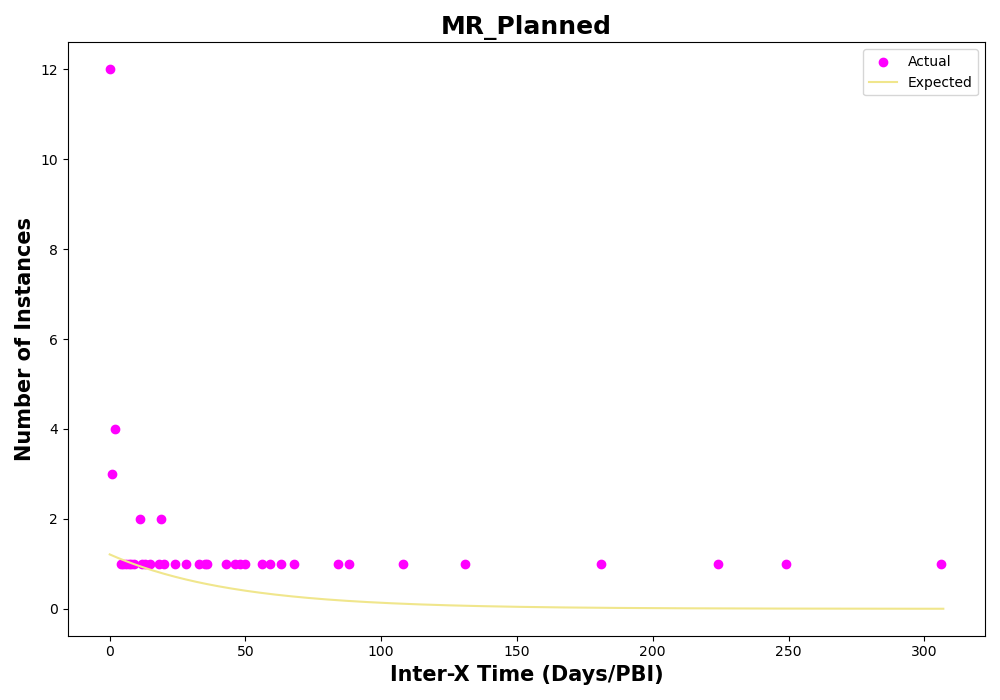 MR_Planned
Actual
Expected
12
10
8
6
4
2
0
Number of Instances
0 50 100 150 200 250 300
Inter-X Time (Days/PBI)